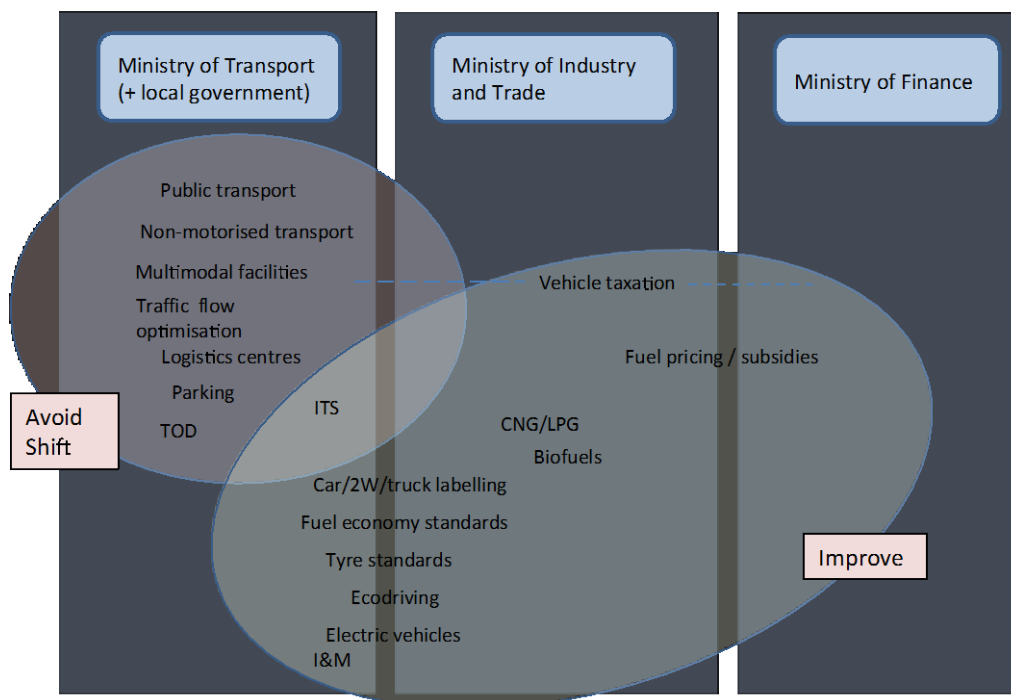 Ministry of Transport
(+ local government)
Ministry of Industry
and Trade
Ministry of Finance
Public transport
Non-motorised transport
Multimodal facilities
Vehicle taxation
Traffic flow
optimisation
Logistics centres
Fuel pricing / subsidies
Parking
ITS
Avoid
Shift
TOD
CNG/LPG
Biofuels
Car/2W/truck labelling
Fuel economy standards
Tyre standards
Improve
Ecodriving
Electric vehicles
I&M